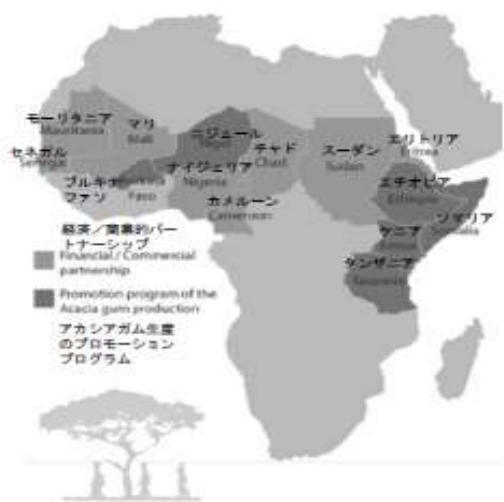 モーリタニア
Mauritania
マリ
Mali
ニジェール
Niger
チャド
Chad
スーダン
Sudan
エリトリア
Eritrea
セネガル
Senegal
ブルキナ
ファン
Burkina
Faso
ナイジェリア
Nigeria
カメルーン
Cameroon
エチオピア
Ethiopia
ソマリア
Somalia
ケニア
Kenya
タンザニア
Tanzania
経済／商業的パー
トナーシップ
Financial / Commercial
partnership
Promotion program of the
Acacia gum production
アカシアガム生産
のプロモーション
プログラム